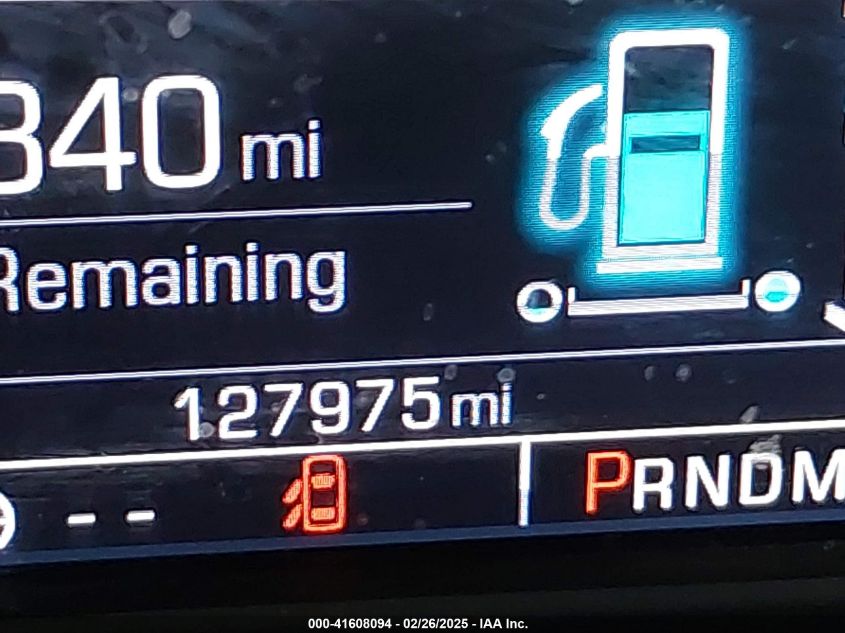 340 mi
Remaining
127975 mi
-- 
PRNDM
000-41608094 - 02/26/2025 - IAA Inc.